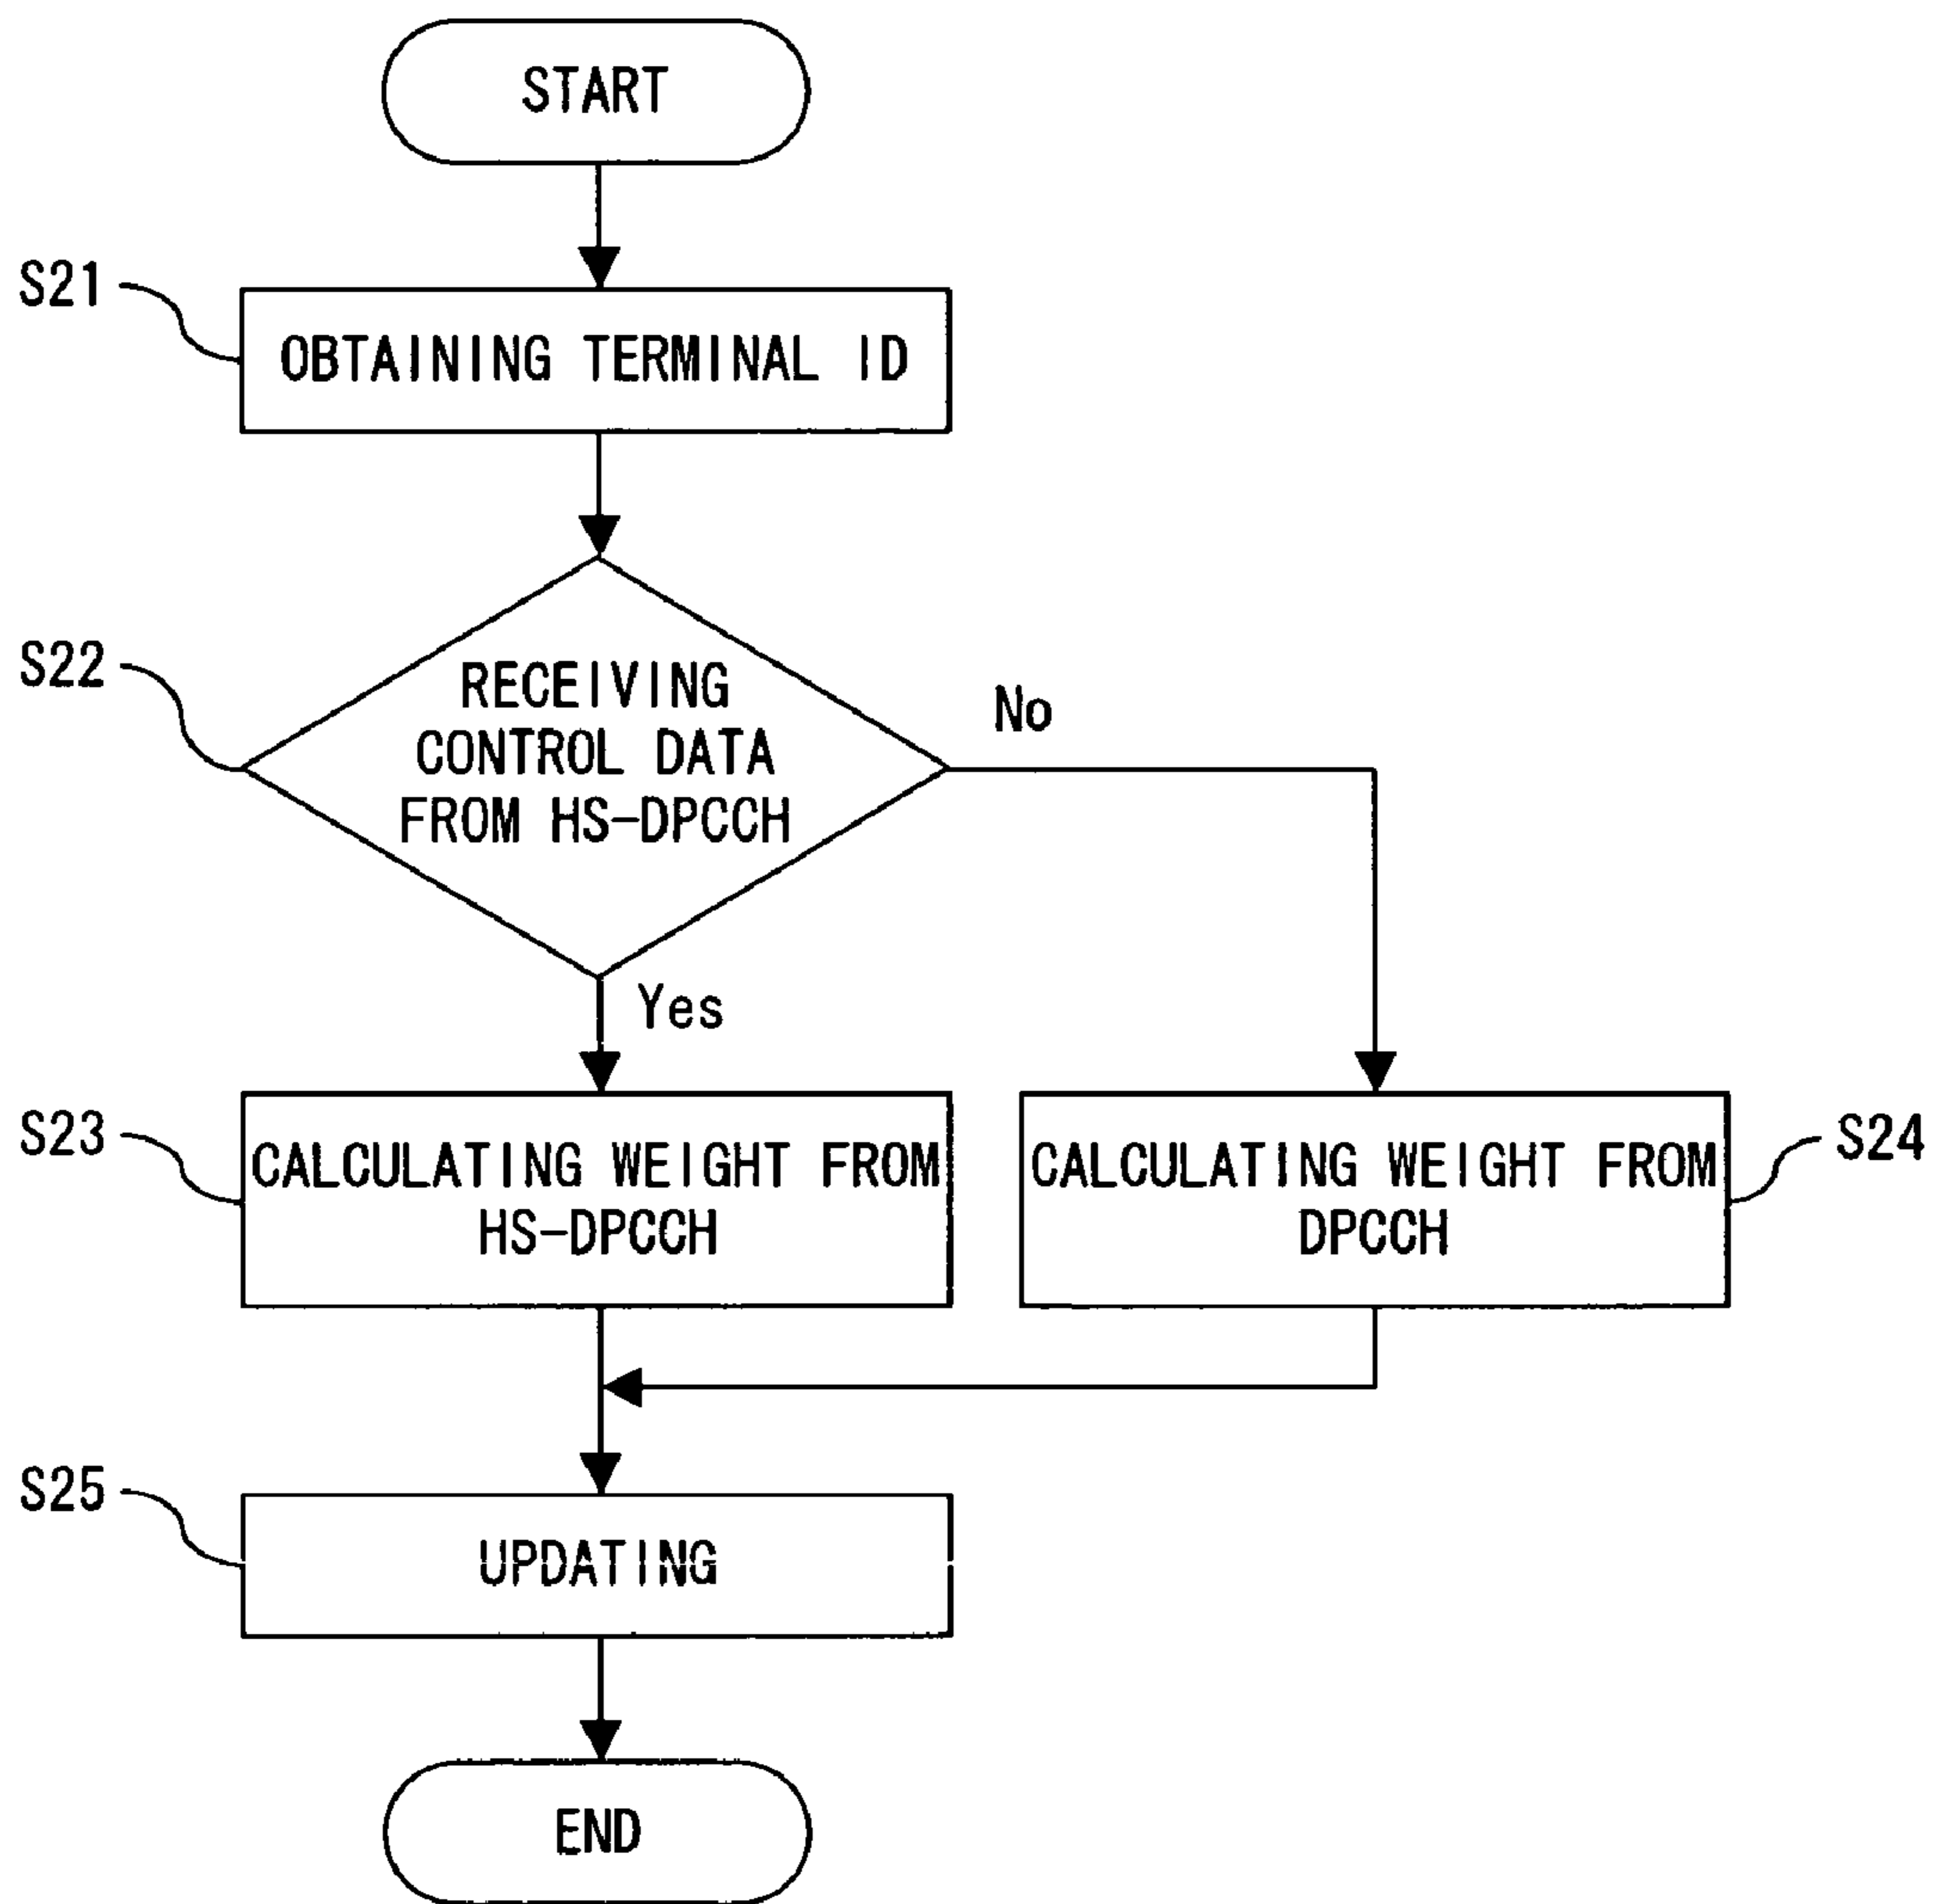 START
S21
OBTAINING TERMINAL ID
S22
RECEIVING
CONTROL DATA
FROM HS-DPCCH
No
Yes
S23
CALCULATING WEIGHT FROM
HS-DPCCH
CALCULATING WEIGHT FROM
DPCCH
S24
S25
UPDATING
END